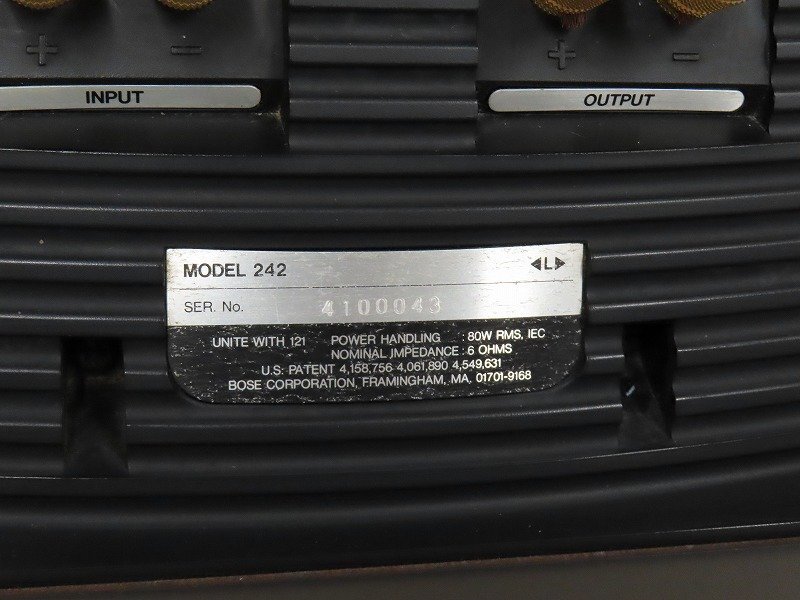 + − + −
INPUT OUTPUT
MODEL 242 ◀L▶
SER. No. 4100043
UNITE WITH 121 POWER HANDLING : 80W RMS, IEC
NOMINAL IMPEDANCE : 6 OHMS
U.S. PATENT 4,158,756 4,061,890 4,549,631
BOSE CORPORATION, FRAMINGHAM, MA. 01701-9168